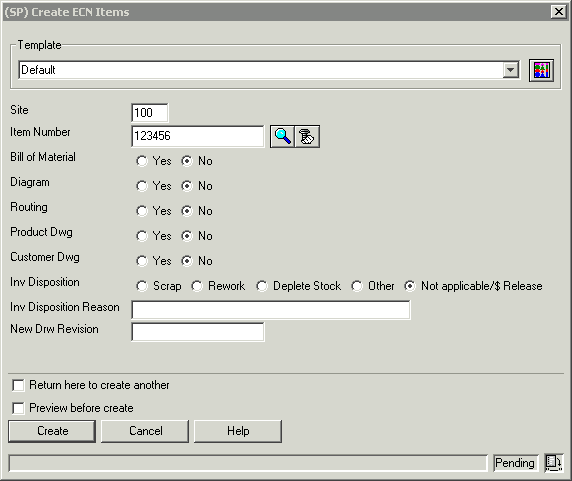 (SP) Create ECN Items
Template
Default
Site 100
Item Number 123456
Bill of Material Yes No
Diagram Yes No
Routing Yes No
Product Dwg Yes No
Customer Dwg Yes No
Inv Disposition Scrap Rework Deplete Stock Other Not applicable/$ Release
Inv Disposition Reason
New Drw Revision
Return here to create another
Preview before create
Create Cancel Help
Pending